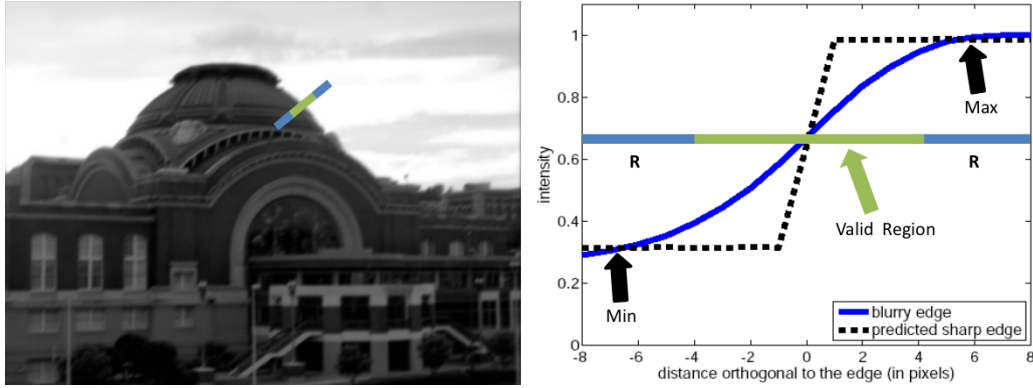 1
0.8
0.6
0.4
0.2
0
intensity
Max
R
R
Valid Region
Min
blurry edge
predicted sharp edge
-8 -6 -4 -2 0 2 4 6 8
distance orthogonal to the edge (in pixels)